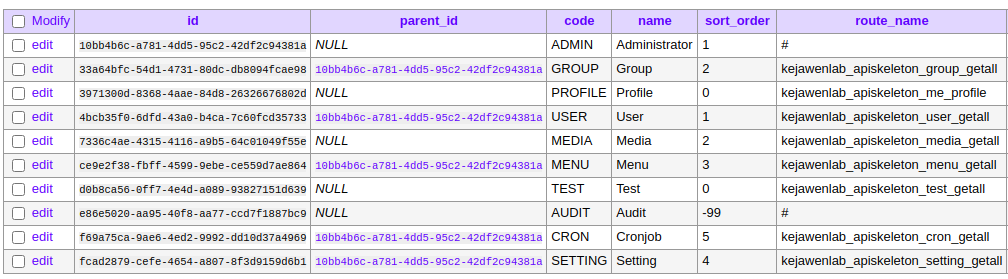 Modify id parent_id code name sort_order route_name
edit 10bb4b6c-a781-4dd5-95c2-42df2c94381a NULL ADMIN Administrator 1 #
edit 33a64bfc-54d1-4731-80dc-db8094fcae98 10bb4b6c-a781-4dd5-95c2-42df2c94381a GROUP Group 2 kejawenlab_apiskeleton_group_getall
edit 3971300d-8368-4aae-84d8-26326676802d NULL PROFILE Profile 0 kejawenlab_apiskeleton_me_profile
edit 4bcb35f0-6dfd-43a0-b4ca-7c60fcd35733 10bb4b6c-a781-4dd5-95c2-42df2c94381a USER User 1 kejawenlab_apiskeleton_user_getall
edit 7336c4ae-4315-4116-a9b5-64c01049f55e NULL MEDIA Media 2 kejawenlab_apiskeleton_media_getall
edit ce9e2f38-fbff-4599-9ebe-ce559d7ae864 10bb4b6c-a781-4dd5-95c2-42df2c94381a MENU Menu 3 kejawenlab_apiskeleton_menu_getall
edit d0b8ca56-0ff7-4e4d-a089-93827151d639 NULL TEST Test 0 kejawenlab_apiskeleton_test_getall
edit e86e5020-aa95-40f8-aa77-ccd7f1887bc9 NULL AUDIT Audit -99 #
edit f69a75ca-9ae6-4ed2-9992-dd10d37a4969 10bb4b6c-a781-4dd5-95c2-42df2c94381a CRON Cronjob 5 kejawenlab_apiskeleton_cron_getall
edit fcad2879-cefe-4654-a807-8f3d9159d6b1 10bb4b6c-a781-4dd5-95c2-42df2c94381a SETTING Setting 4 kejawenlab_apiskeleton_setting_getall